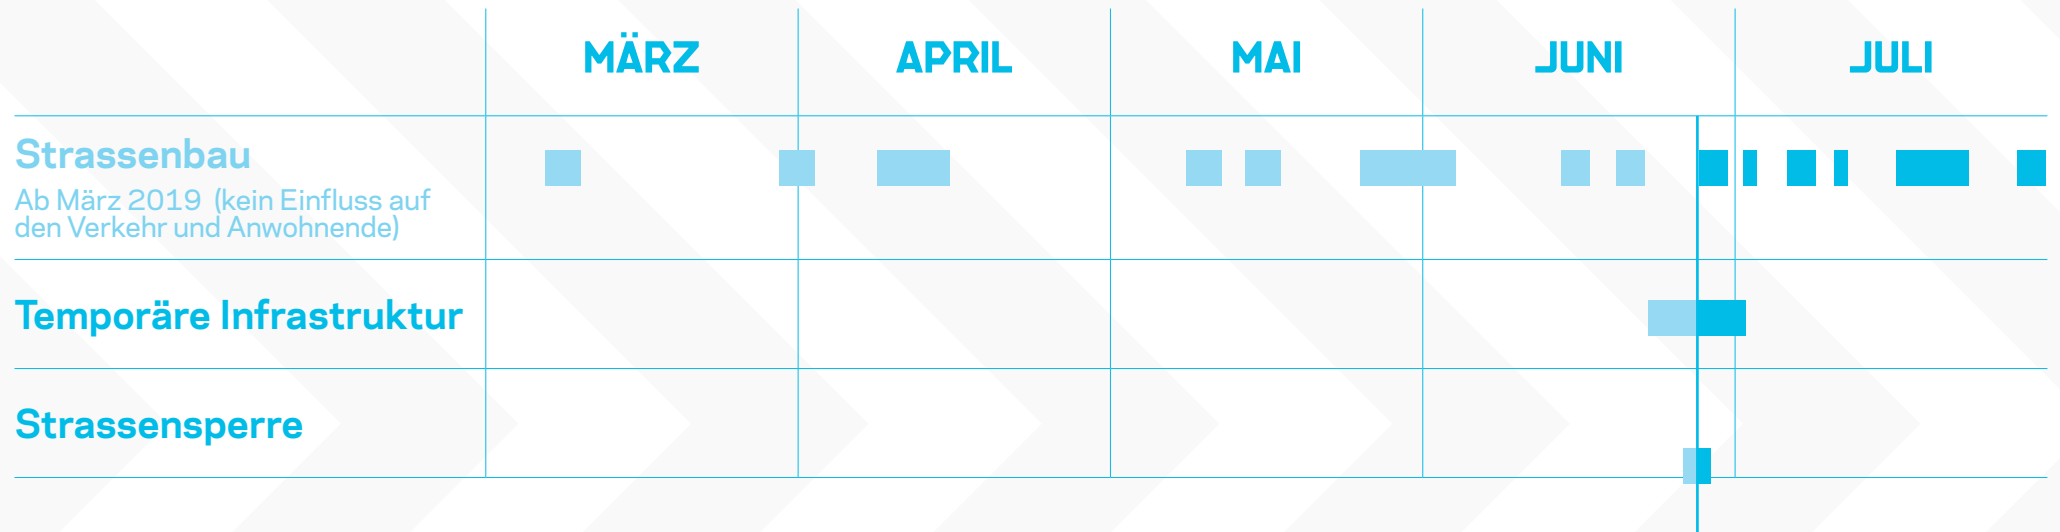 MÄRZ APRIL MAI JUNI JULI
Strassenbau
Ab März 2019 (kein Einfluss auf
den Verkehr und Anwohnende)
Temporäre Infrastruktur
Strassensperre